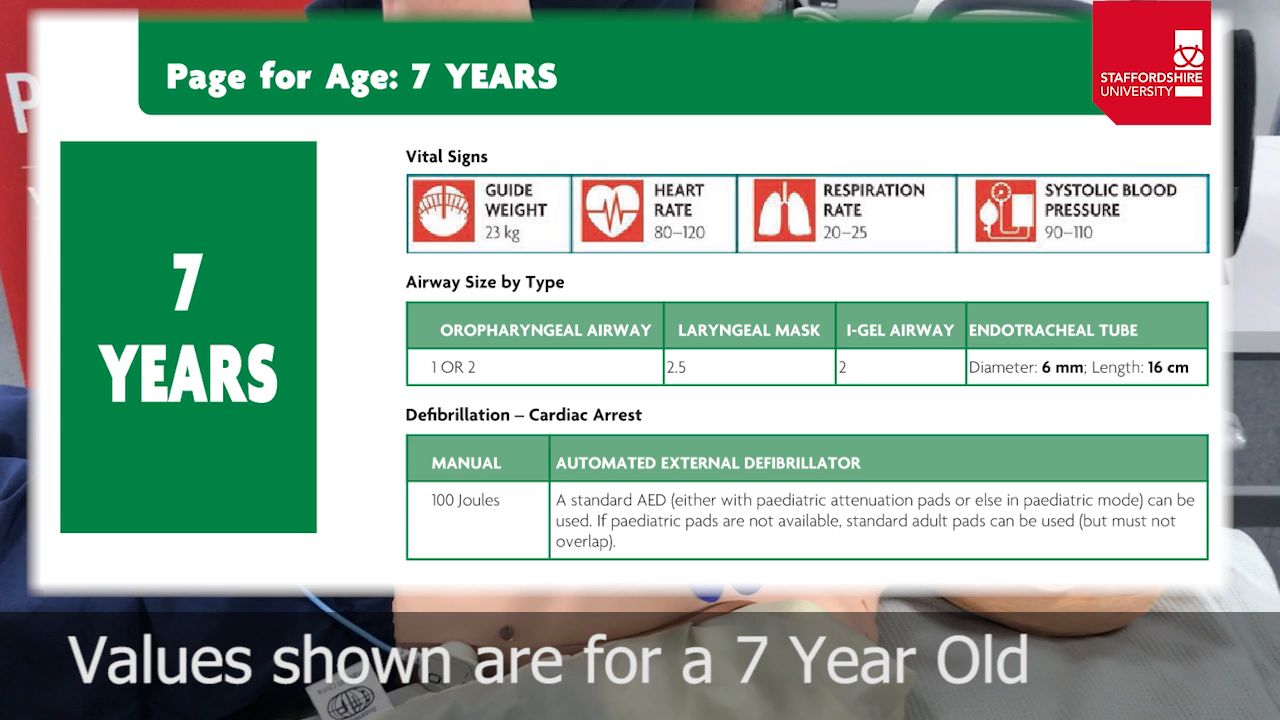 Page for Age: 7 YEARS
STAFFORDSHIRE
UNIVERSITY
7
YEARS
Vital Signs
GUIDE
WEIGHT
23 kg
HEART
RATE
80–120
RESPIRATION
RATE
20–25
SYSTOLIC BLOOD
PRESSURE
90–110
Airway Size by Type
OROPHARYNGEAL AIRWAY LARYNGEAL MASK I-GEL AIRWAY ENDOTRACHEAL TUBE
1 OR 2 2.5 2 Diameter: 6 mm; Length: 16 cm
Defibrillation – Cardiac Arrest
MANUAL AUTOMATED EXTERNAL DEFIBRILLATOR
100 Joules A standard AED (either with paediatric attenuation pads or else in paediatric mode) can be
used. If paediatric pads are not available, standard adult pads can be used (but must not
overlap).
Values shown are for a 7 Year Old